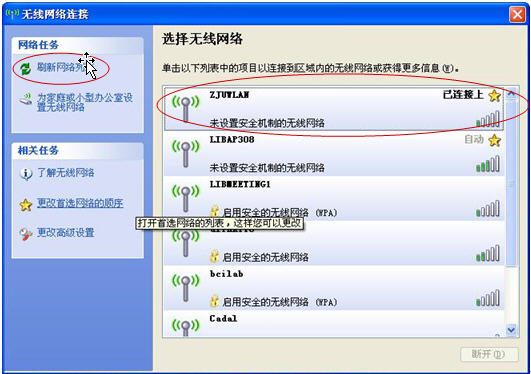 无线网络连接
网络任务
刷新网络列
为家庭或小型办公室设
置无线网络
相关任务
了解无线网络
更改首选网络的顺序
更改高级设置
选择无线网络
单击以下列表中的项目以连接到区域内的无线网络或获得更多信息(W)。
ZJUWLAN
已连接上
未设置安全机制的无线网络
LIBAP308
自动
未设置安全机制的无线网络
LIBMEETING1
启用安全的无线网络 (WPA)
打开首选网络的列表，这样您可以更改
启用安全的无线网络 (WPA)
bcilab
启用安全的无线网络 (WPA)
Cadal
断开(D)